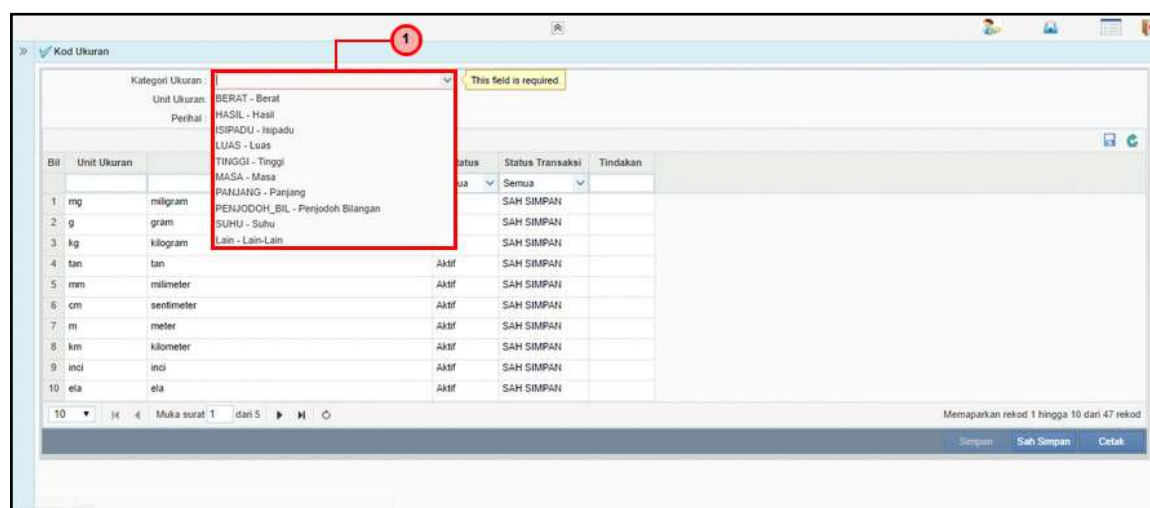 1
Kod Ukuran
Kategori Ukuran :
This field is required.
Unit Ukuran:
Perihal :
BERAT - Berat
HASIL - Hasil
ISIPADU - Isipadu
LUAS - Luas
TINGGI - Tinggi
MASA - Masa
PANJANG - Panjang
PENJODOH_BIL - Penjodoh Bilangan
SUHU - Suhu
Lain - Lain-Lain
Bil Unit Ukuran tatus Status Transaksi Tindakan
ua Semua
1 mg miligram SAH SIMPAN
2 g gram SAH SIMPAN
3 kg kilogram SAH SIMPAN
4 tan tan Aktif SAH SIMPAN
5 mm milimeter Aktif SAH SIMPAN
6 cm sentimeter Aktif SAH SIMPAN
7 m meter Aktif SAH SIMPAN
8 km kilometer Aktif SAH SIMPAN
9 inci inci Aktif SAH SIMPAN
10 ela ela Aktif SAH SIMPAN
10 Muka surat 1 dari 5 Memaparkan rekod 1 hingga 10 dari 47 rekod
Simpan Sah Simpan Cetak